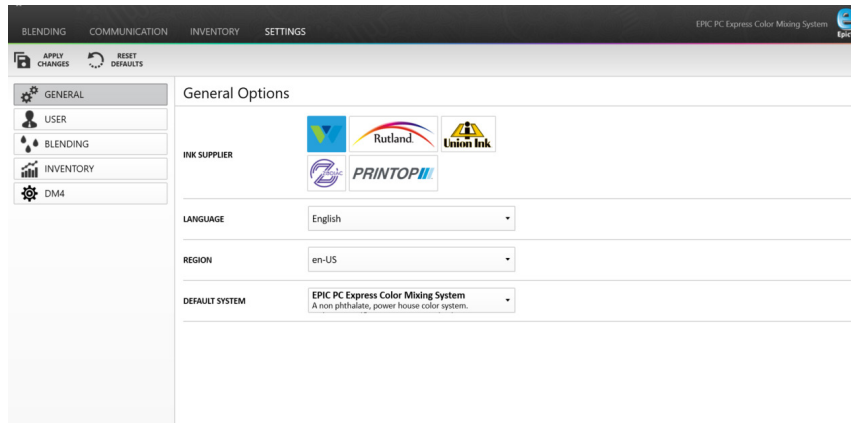 BLENDING COMMUNICATION INVENTORY SETTINGS
EPIC PC Express Color Mixing System
Epic
APPLY CHANGES
RESET DEFAULTS
GENERAL
USER
BLENDING
INVENTORY
DM4
General Options
INK SUPPLIER
Rutland
Union Ink
PRINTOP
LANGUAGE
English
REGION
en-US
DEFAULT SYSTEM
EPIC PC Express Color Mixing System
A non phthalate, power house color system.